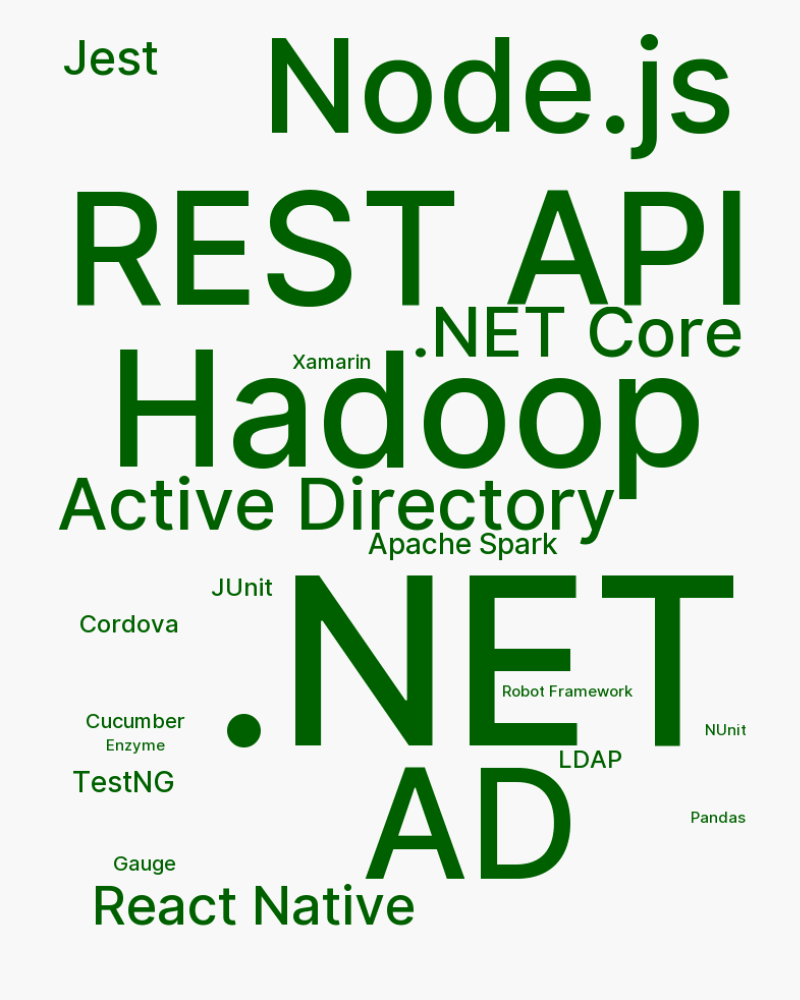 Jest
Node.js
REST API
.NET Core
Xamarin
Hadoop
Active Directory
Apache Spark
JUnit
.NET
Cordova
Robot Framework
Cucumber
NUnit
Enzyme
LDAP
TestNG
AD
Pandas
Gauge
React Native